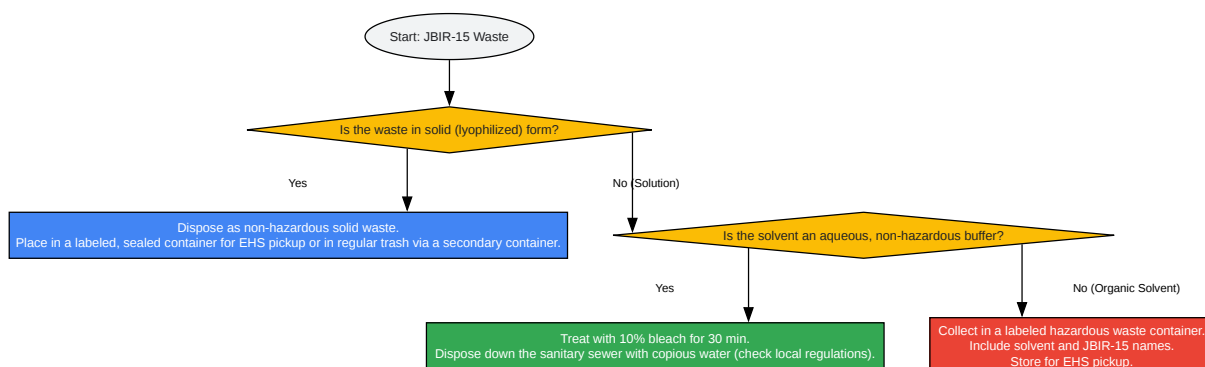 Start: JBIR-15 Waste
Is the waste in solid (lyophilized) form?
Yes
No (Solution)
Dispose as non-hazardous solid waste.
Place in a labeled, sealed container for EHS pickup or in regular trash via a secondary container.
Is the solvent an aqueous, non-hazardous buffer?
Yes
No (Organic Solvent)
Treat with 10% bleach for 30 min.
Dispose down the sanitary sewer with copious water (check local regulations).
Collect in a labeled hazardous waste container.
Include solvent and JBIR-15 names.
Store for EHS pickup.